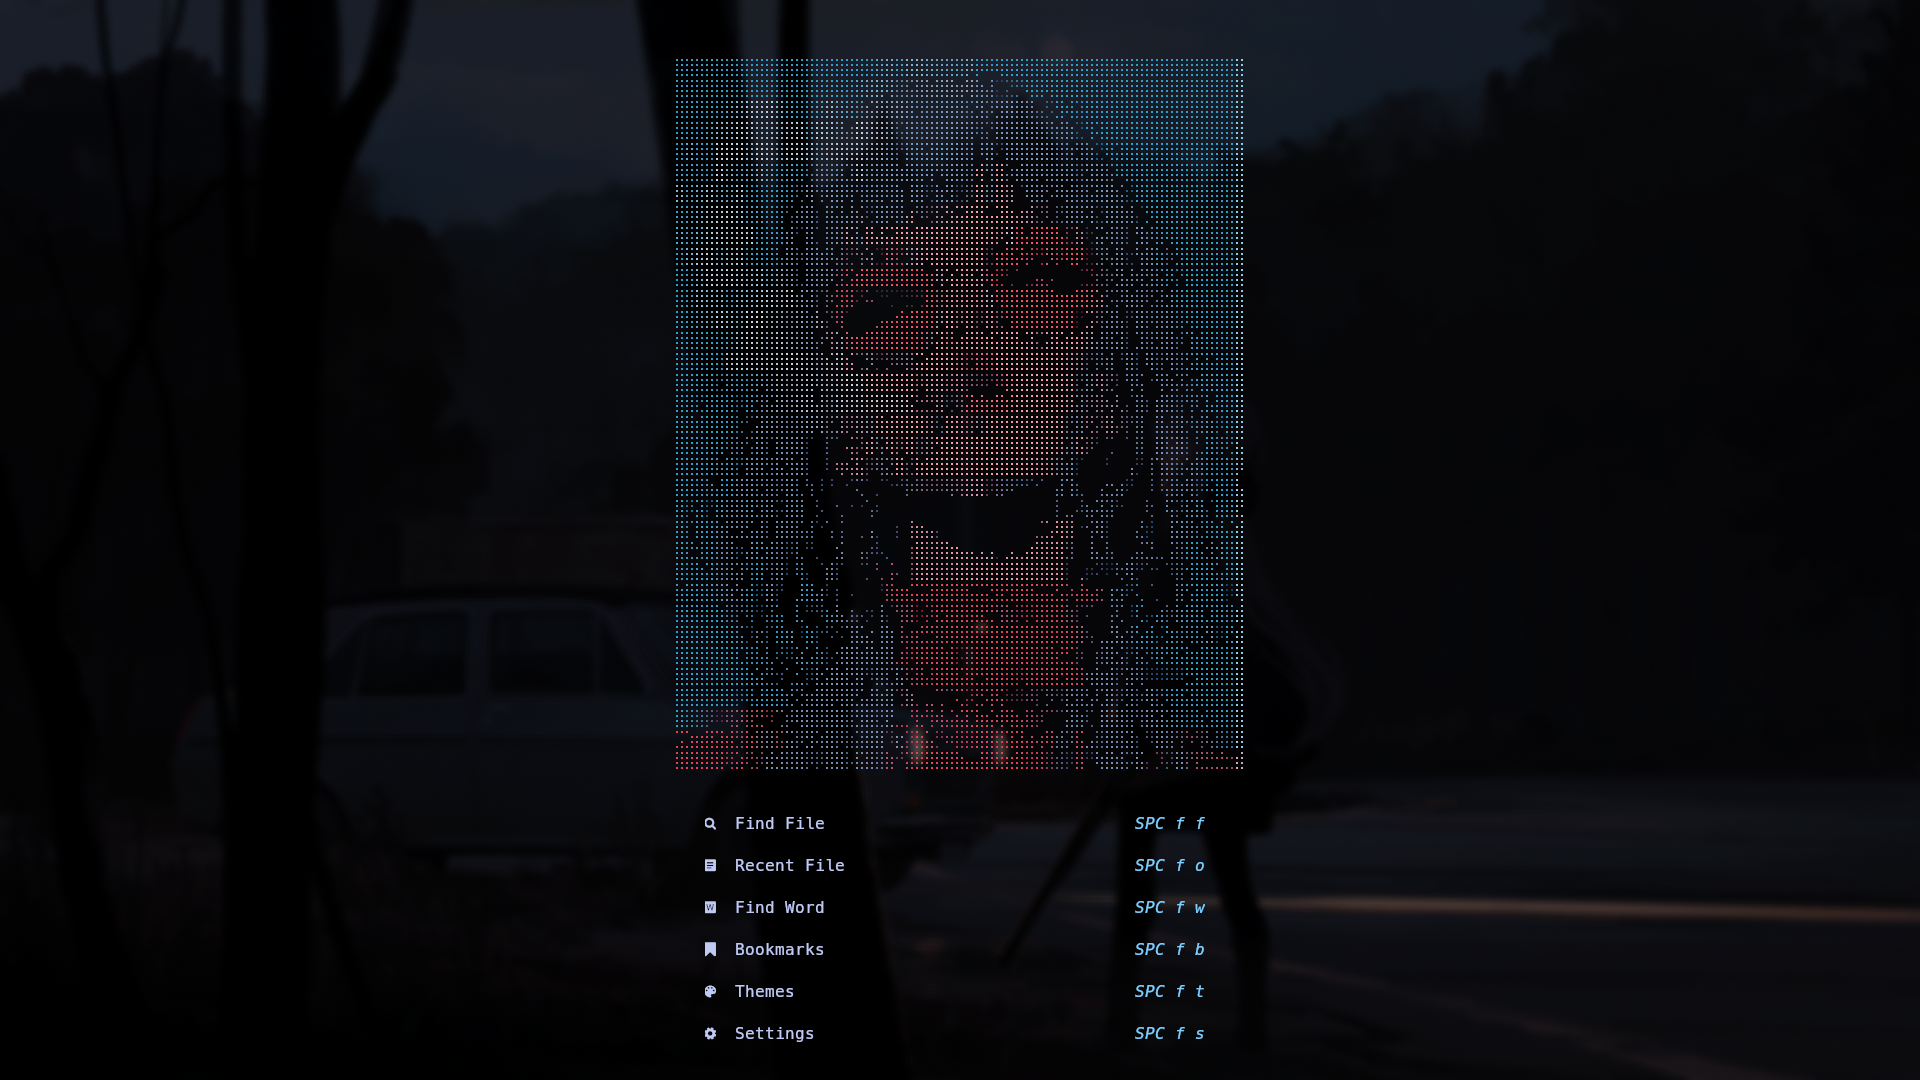 Find File SPC f f
Recent File SPC f o
Find Word SPC f w
Bookmarks SPC f b
Themes SPC f t
Settings SPC f s